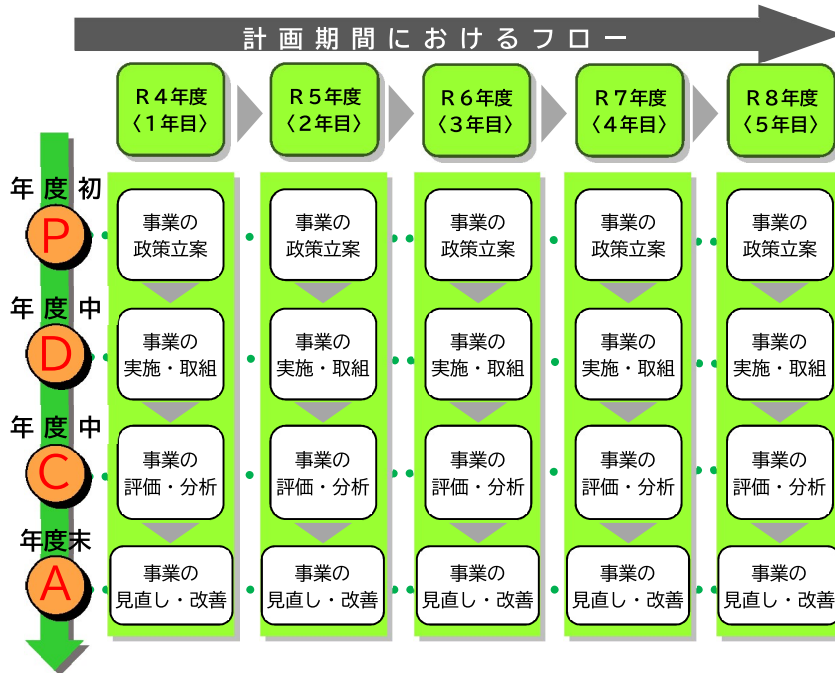 計画期間におけるフロー
R4年度
〈1年目〉
R5年度
〈2年目〉
R6年度
〈3年目〉
R7年度
〈4年目〉
R8年度
〈5年目〉
年度初
P
事業の
政策立案
事業の
政策立案
事業の
政策立案
事業の
政策立案
事業の
政策立案
年度中
D
事業の
実施・取組
事業の
実施・取組
事業の
実施・取組
事業の
実施・取組
事業の
実施・取組
年度中
C
事業の
評価・分析
事業の
評価・分析
事業の
評価・分析
事業の
評価・分析
事業の
評価・分析
年度末
A
事業の
見直し・改善
事業の
見直し・改善
事業の
見直し・改善
事業の
見直し・改善
事業の
見直し・改善